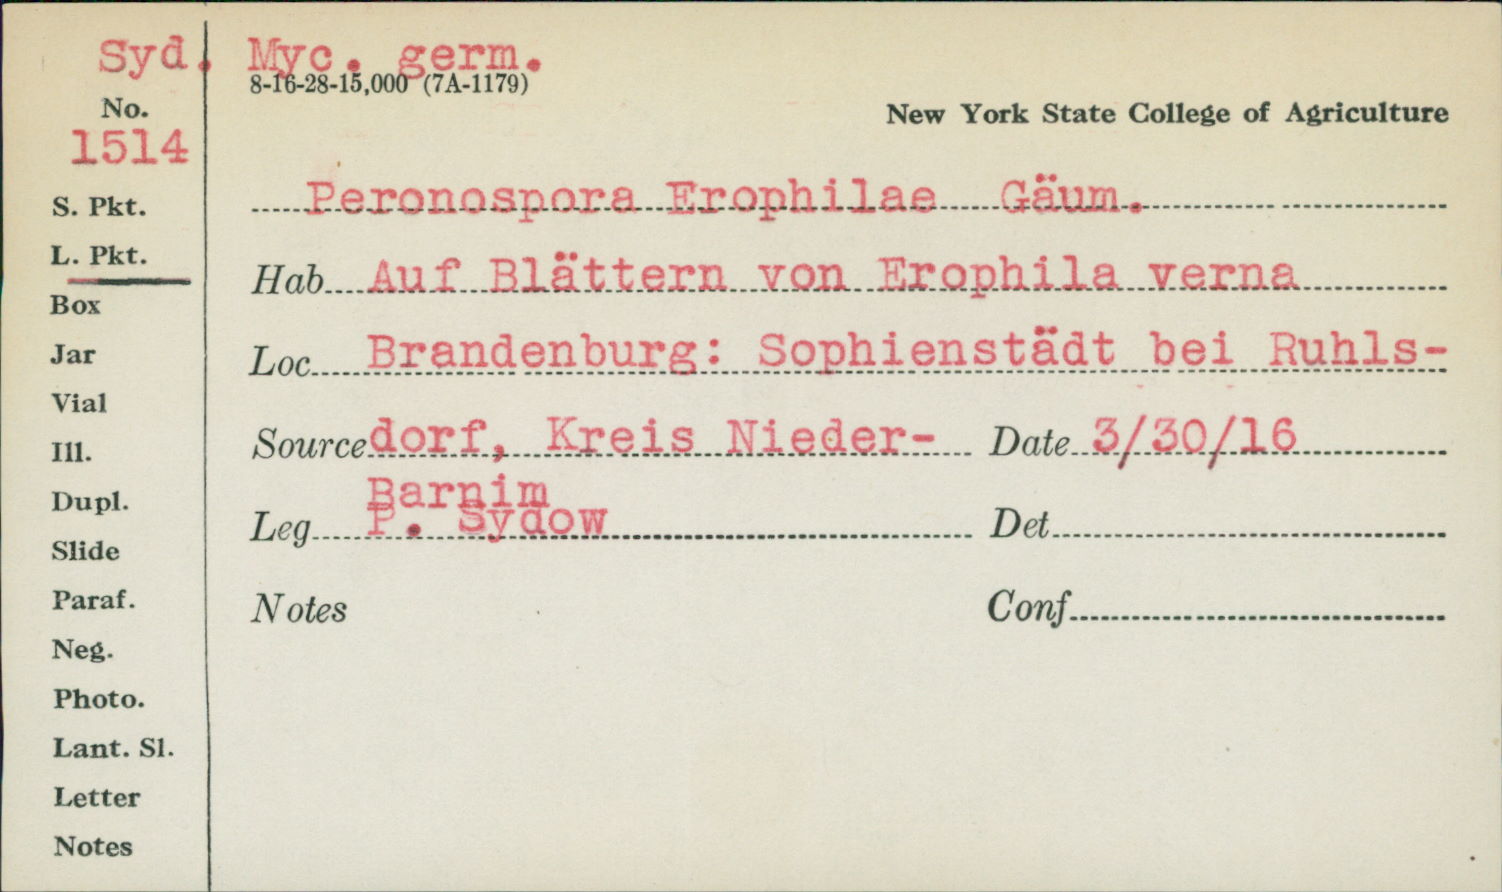 Syd. Myc. germ.
8-16-28-15,000 (7A-1179)
No.
1514
New York State College of Agriculture
S. Pkt.
L. Pkt.
Box
Jar
Vial
Ill.
Dupl.
Slide
Paraf.
Neg.
Photo.
Lant. Sl.
Letter
Notes
Peronospora Erophilae Gäum.
Hab Auf Blättern von Erophila verna
Loc Brandenburg: Sophienstädt bei Ruhls-
Source dorf, Kreis Nieder- Date 3/30/16
Barnim
Leg P. Sydow Det
Notes Conf